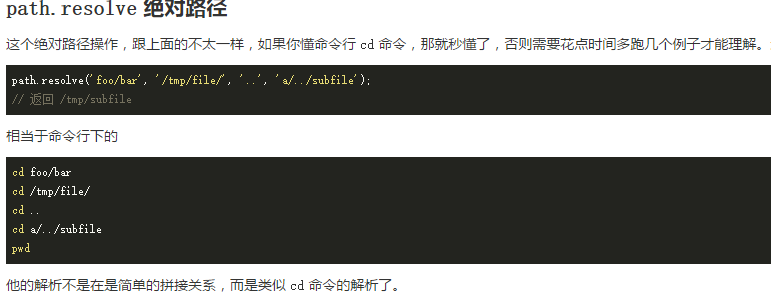 path.resolve 绝对路径
这个绝对路径操作，跟上面的不太一样，如果你懂命令行 cd 命令，那就秒懂了，否则需要花点时间多跑几个例子才能理解。
path.resolve('foo/bar', '/tmp/file/', '..', 'a/../subfile');
// 返回 /tmp/subfile
相当于命令行下的
cd foo/bar
cd /tmp/file/
cd ..
cd a/../subfile
pwd
他的解析不是在是简单的拼接关系，而是类似 cd 命令的解析了。